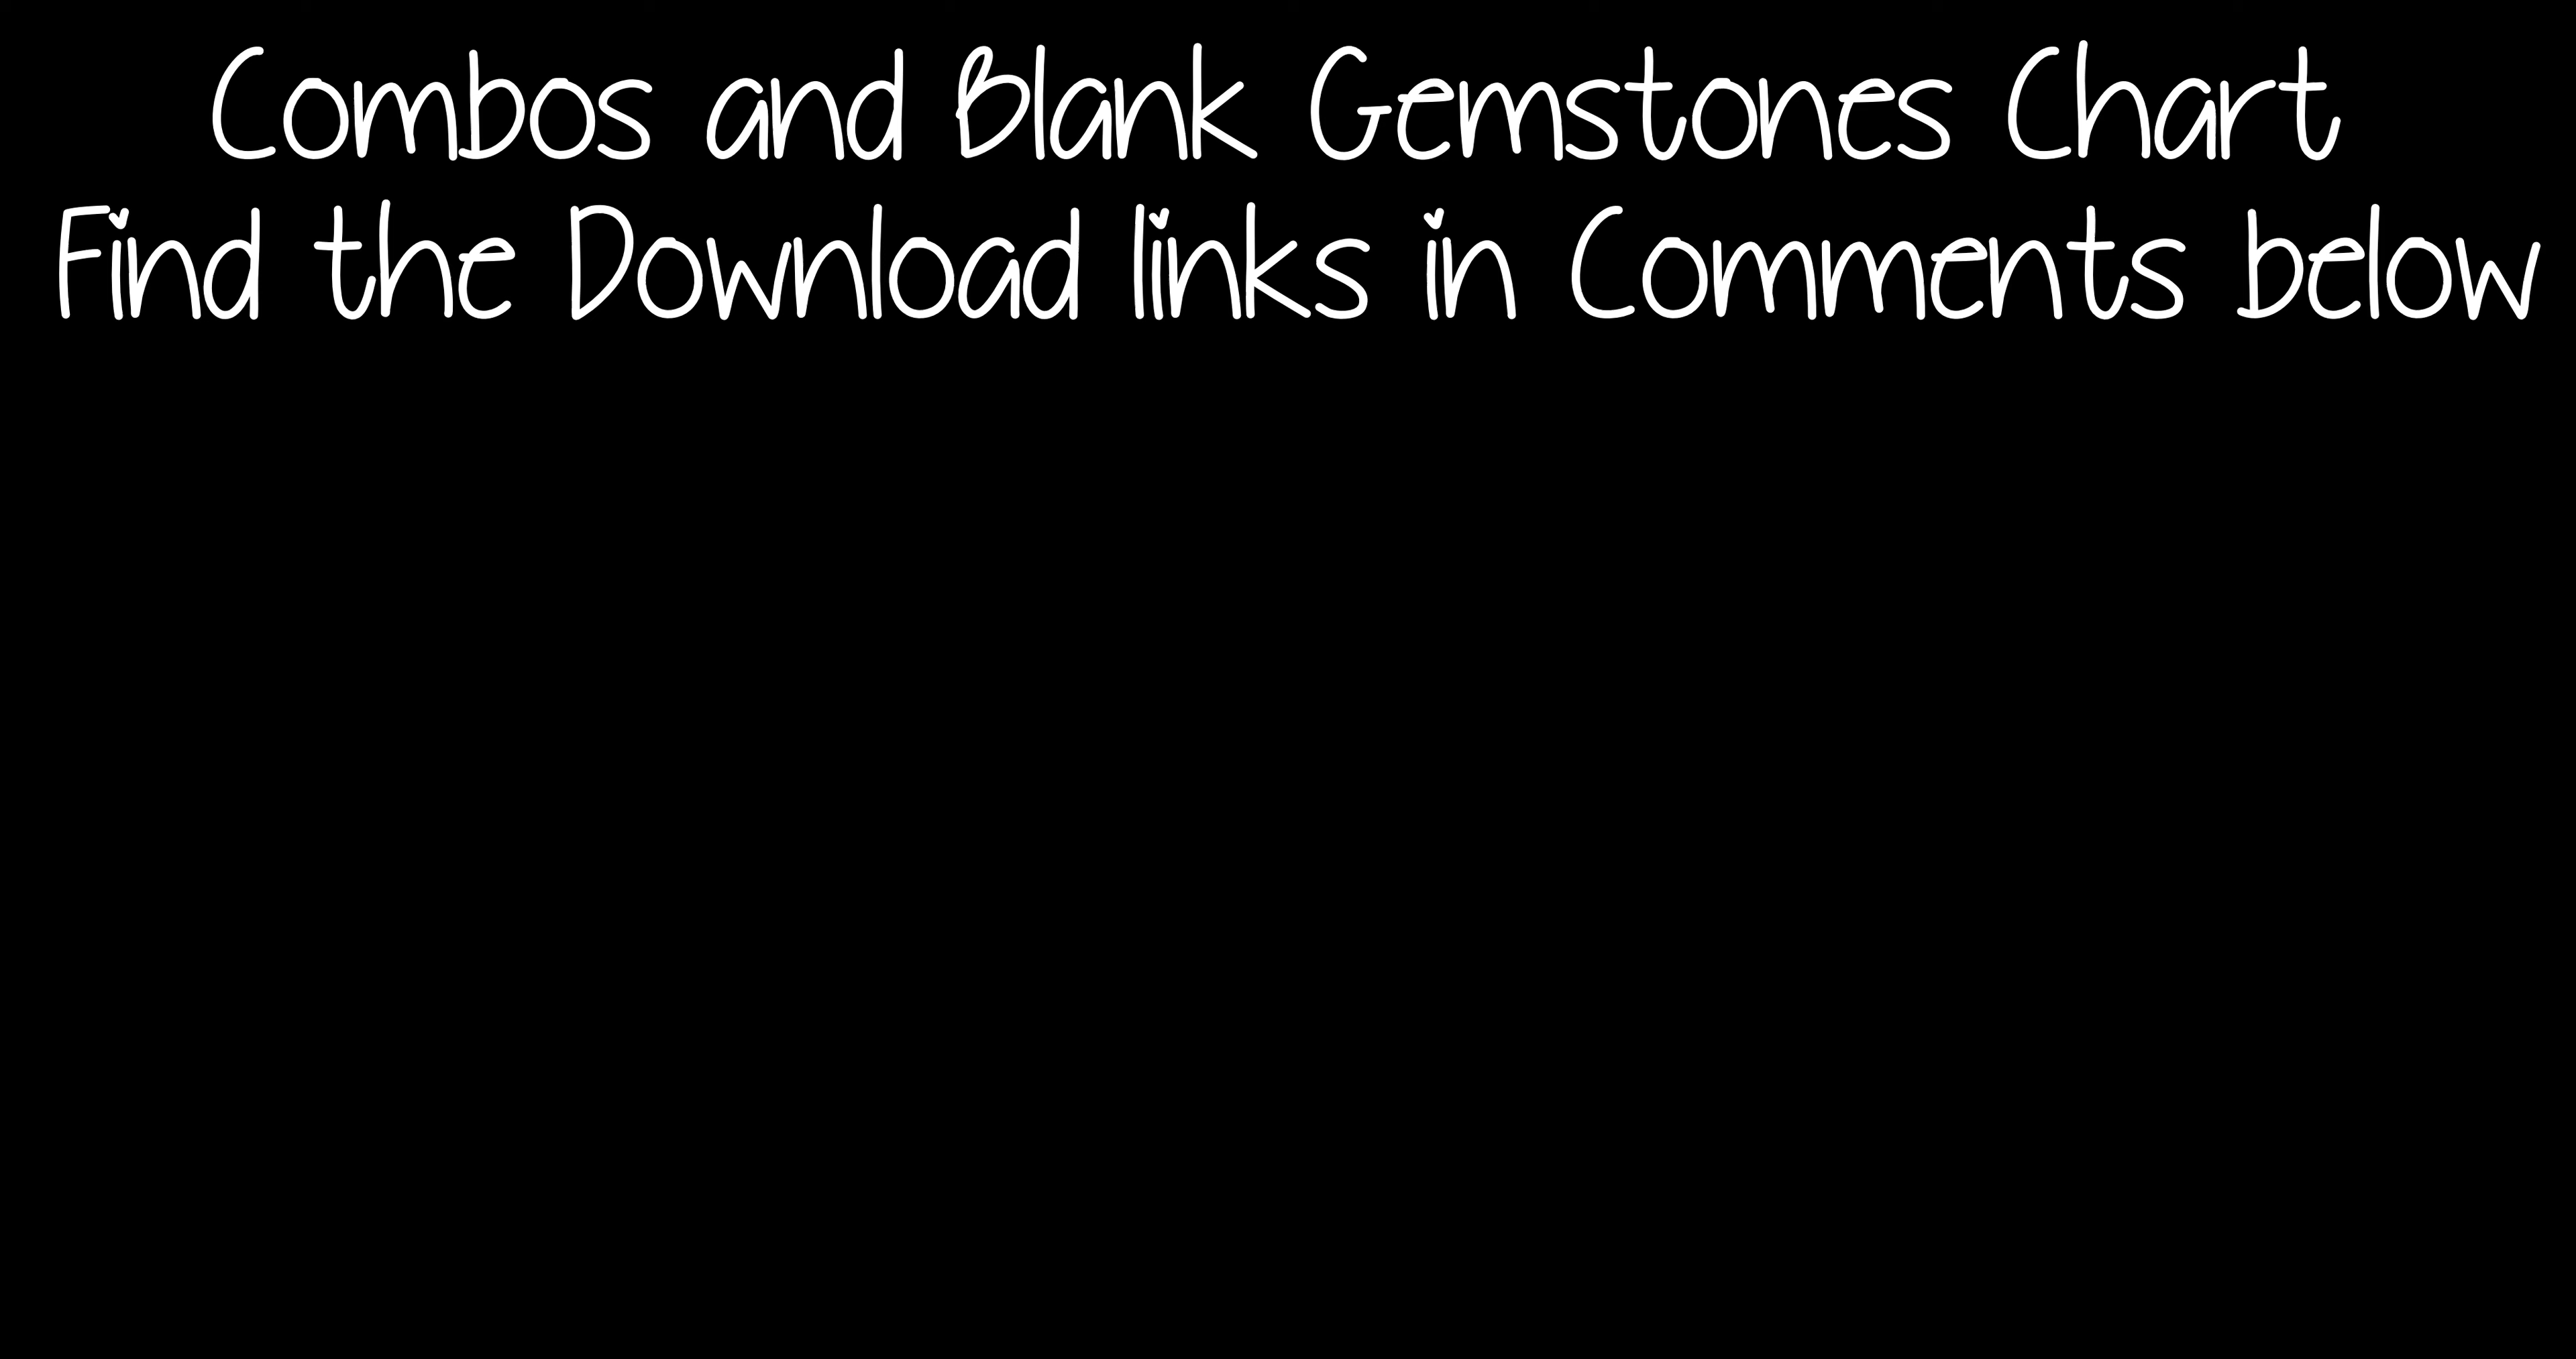 Combos and Blank Gemstones Chart
Find the Download links in Comments below